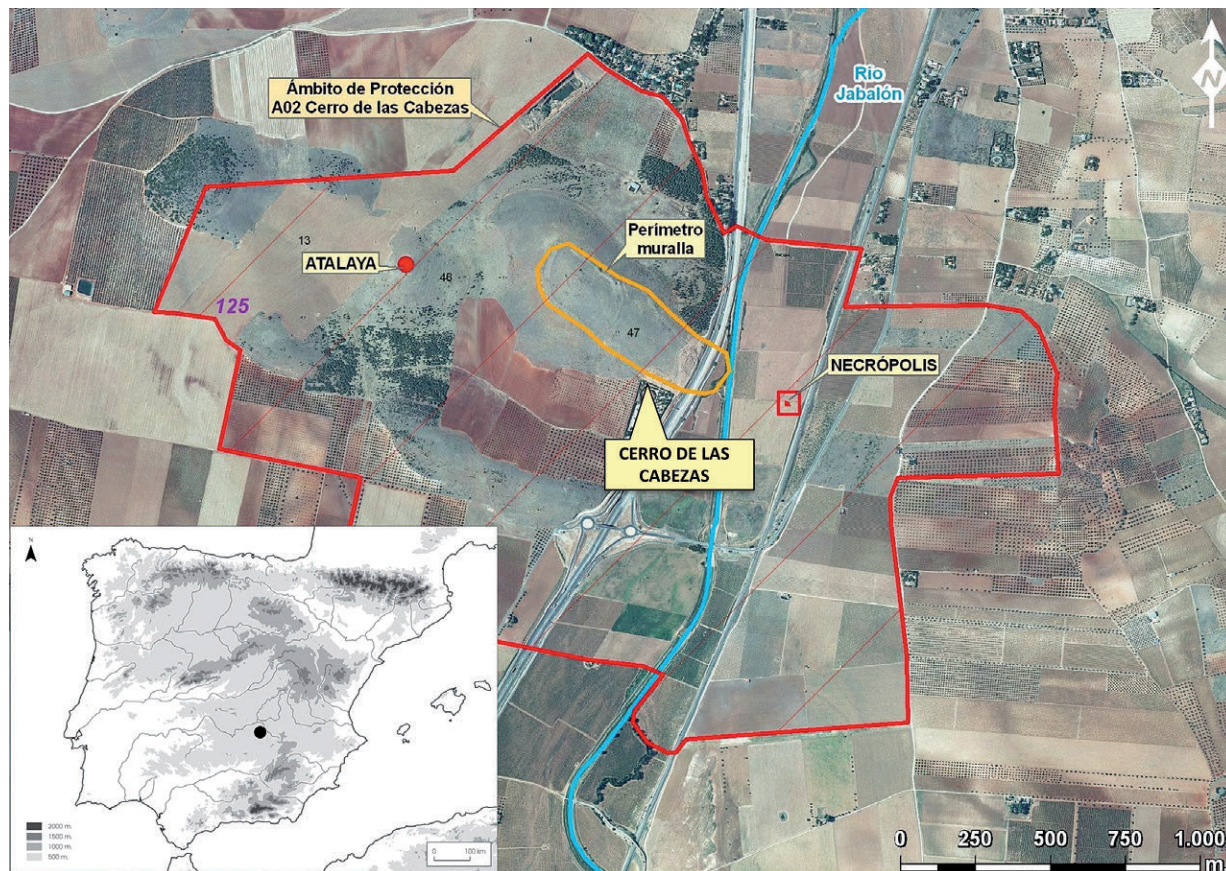 Ámbito de Protección
A02 Cerro de las Cabezas
Río
Jabalón
N
Perímetro
muralla
13
ATALAYA
46
125
47
NECRÓPOLIS
CERRO DE LAS
CABEZAS
N
2000 m.
1500 m.
1000 m.
500 m.
0 100 km
0 250 500 750 1.000
m